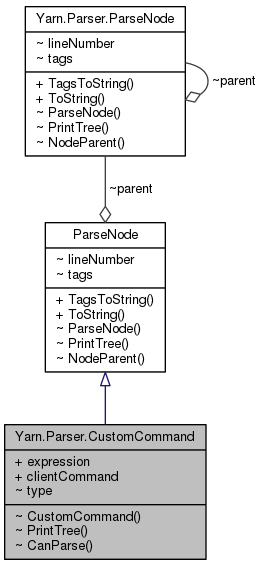 Yarn.Parser.ParseNode
~ lineNumber
~ tags
+ TagsToString()
+ ToString()
~ ParseNode()
~ PrintTree()
~ NodeParent()
~parent
~parent
ParseNode
~ lineNumber
~ tags
+ TagsToString()
+ ToString()
~ ParseNode()
~ PrintTree()
~ NodeParent()
Yarn.Parser.CustomCommand
+ expression
+ clientCommand
~ type
~ CustomCommand()
~ PrintTree()
~ CanParse()